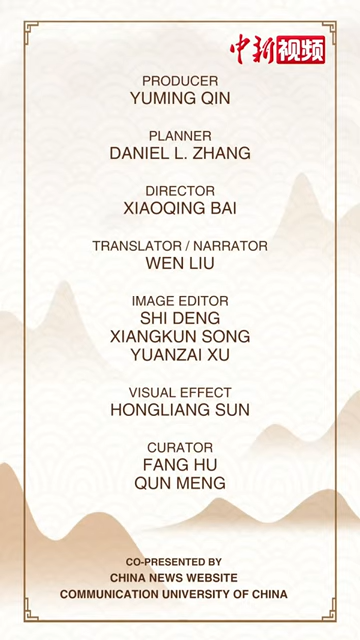 中新视频
PRODUCER
YUMING QIN
PLANNER
DANIEL L. ZHANG
DIRECTOR
XIAOQING BAI
TRANSLATOR / NARRATOR
WEN LIU
IMAGE EDITOR
SHI DENG
XIANGKUN SONG
YUANZAI XU
VISUAL EFFECT
HONGLIANG SUN
CURATOR
FANG HU
QUN MENG
CO-PRESENTED BY
CHINA NEWS WEBSITE
COMMUNICATION UNIVERSITY OF CHINA